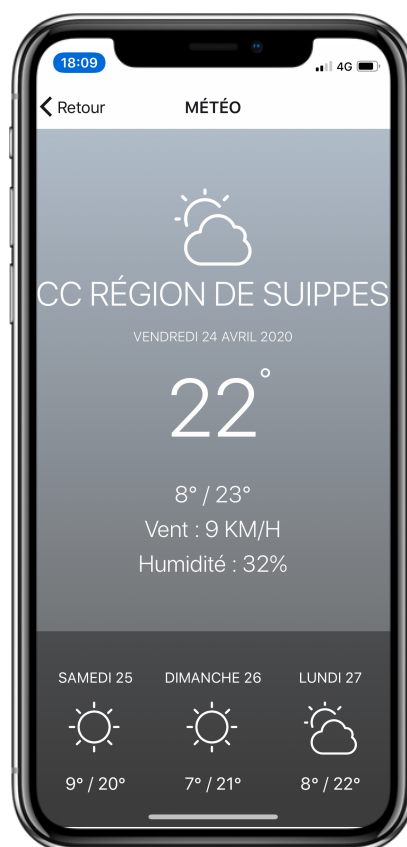 18:09
4G
Retour
MÉTÉO
CC RÉGION DE SUIPPES
VENDREDI 24 AVRIL 2020
22°
8° / 23°
Vent : 9 KM/H
Humidité : 32%
SAMEDI 25 DIMANCHE 26 LUNDI 27
9° / 20° 7° / 21° 8° / 22°